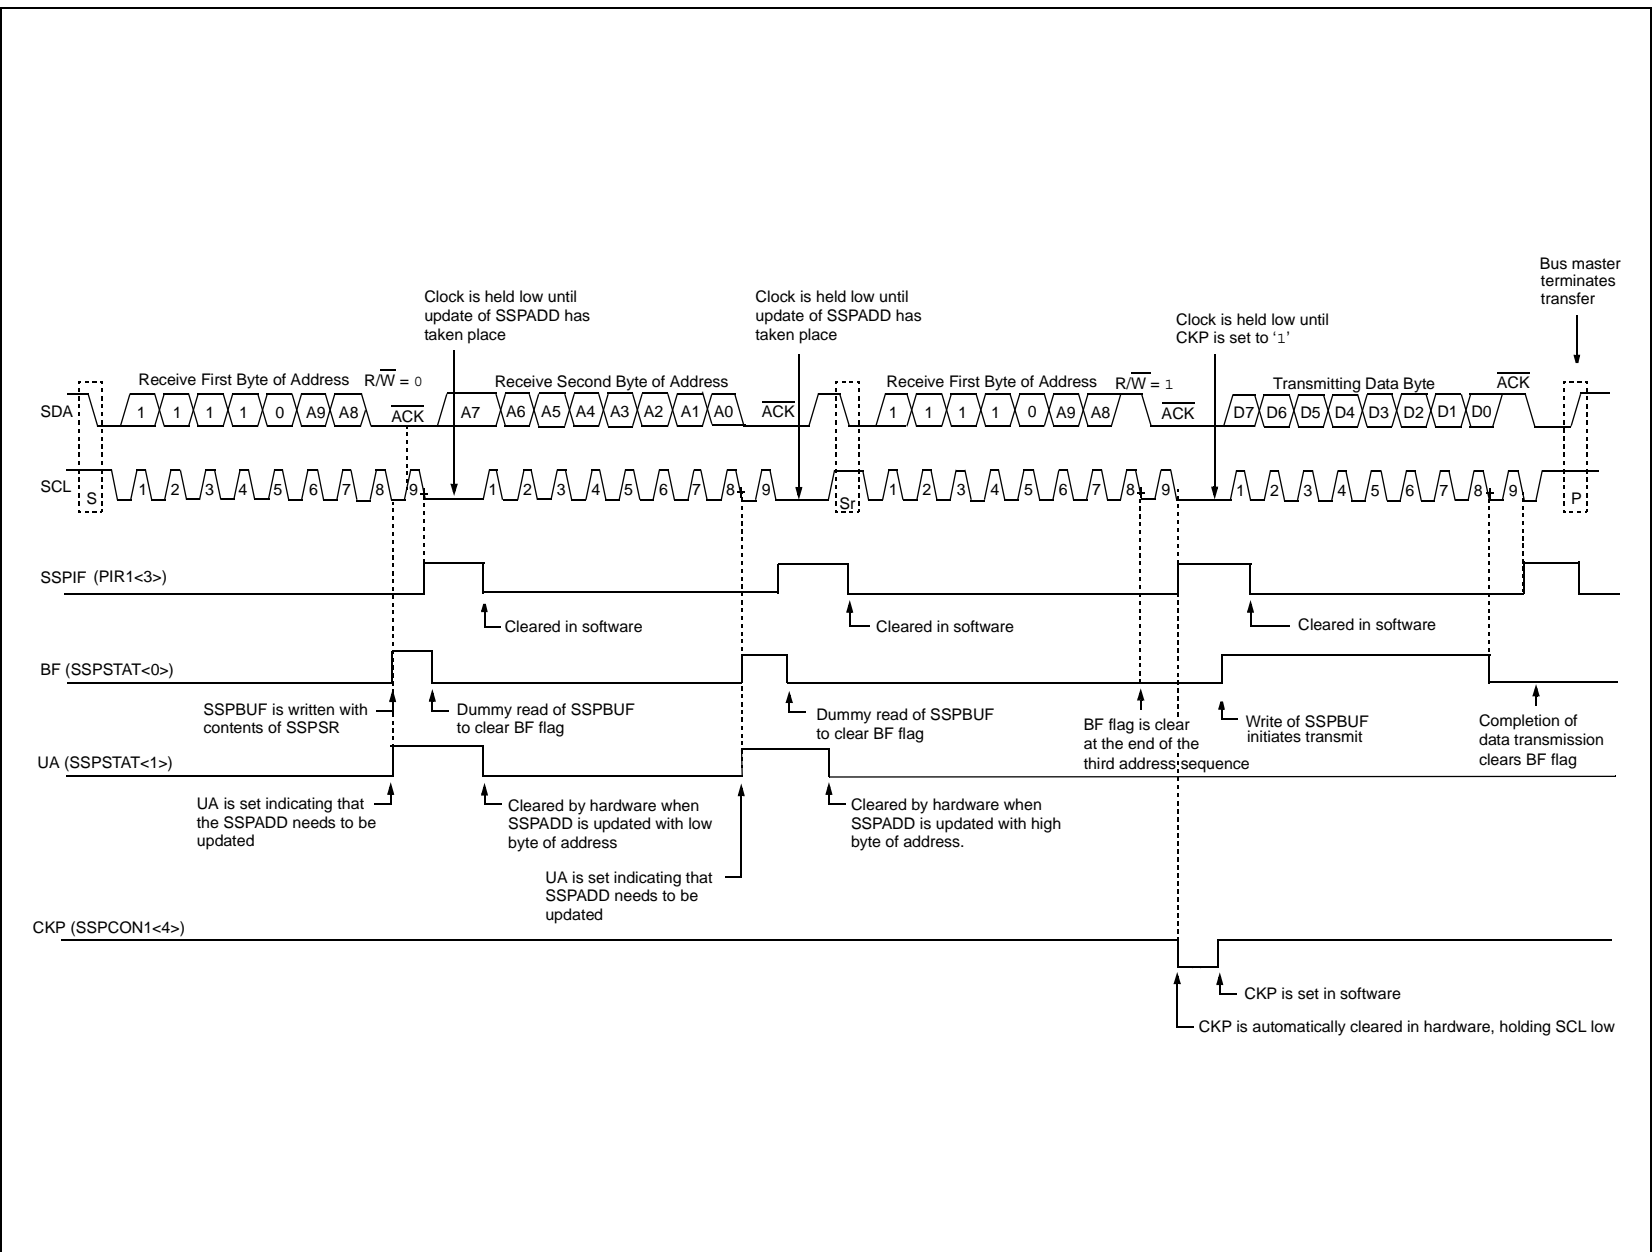 Bus master
terminates
transfer
Clock is held low until
update of SSPADD has
taken place
Clock is held low until
update of SSPADD has
taken place
Clock is held low until
CKP is set to ‘1’
Receive First Byte of Address R/W = 0
Receive Second Byte of Address
Receive First Byte of Address R/W = 1
Transmitting Data Byte
ACK
SDA
1 1 1 1 0 A9 A8 ACK
A7 A6 A5 A4 A3 A2 A1 A0 ACK
1 1 1 1 0 A9 A8 ACK
D7 D6 D5 D4 D3 D2 D1 D0
SCL
S
1 2 3 4 5 6 7 8 9
1 2 3 4 5 6 7 8 9
Sr
1 2 3 4 5 6 7 8 9
1 2 3 4 5 6 7 8 9
P
SSPIF (PIR1<3>)
Cleared in software
Cleared in software
Cleared in software
BF (SSPSTAT<0>)
SSPBUF is written with
contents of SSPSR
Dummy read of SSPBUF
to clear BF flag
Dummy read of SSPBUF
to clear BF flag
BF flag is clear
at the end of the
third address sequence
Write of SSPBUF
initiates transmit
Completion of
data transmission
clears BF flag
UA (SSPSTAT<1>)
UA is set indicating that
the SSPADD needs to be
updated
Cleared by hardware when
SSPADD is updated with low
byte of address
UA is set indicating that
SSPADD needs to be
updated
Cleared by hardware when
SSPADD is updated with high
byte of address.
CKP (SSPCON1<4>)
CKP is set in software
CKP is automatically cleared in hardware, holding SCL low